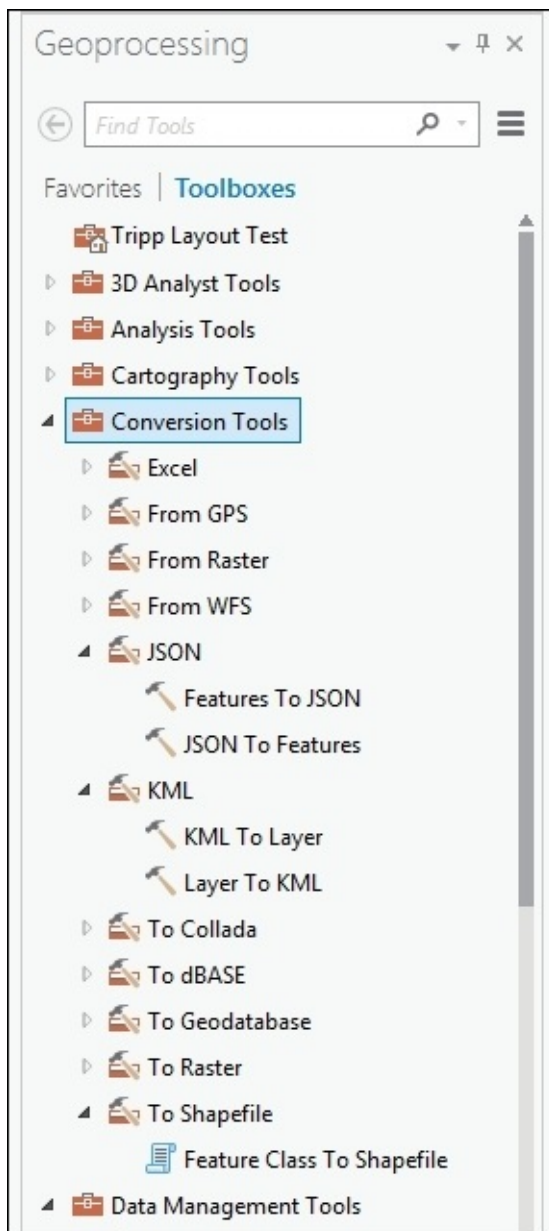 Geoprocessing
Find Tools
Favorites | Toolboxes
Tripp Layout Test
3D Analyst Tools
Analysis Tools
Cartography Tools
Conversion Tools
Excel
From GPS
From Raster
From WFS
JSON
Features To JSON
JSON To Features
KML
KML To Layer
Layer To KML
To Collada
To dBASE
To Geodatabase
To Raster
To Shapefile
Feature Class To Shapefile
Data Management Tools